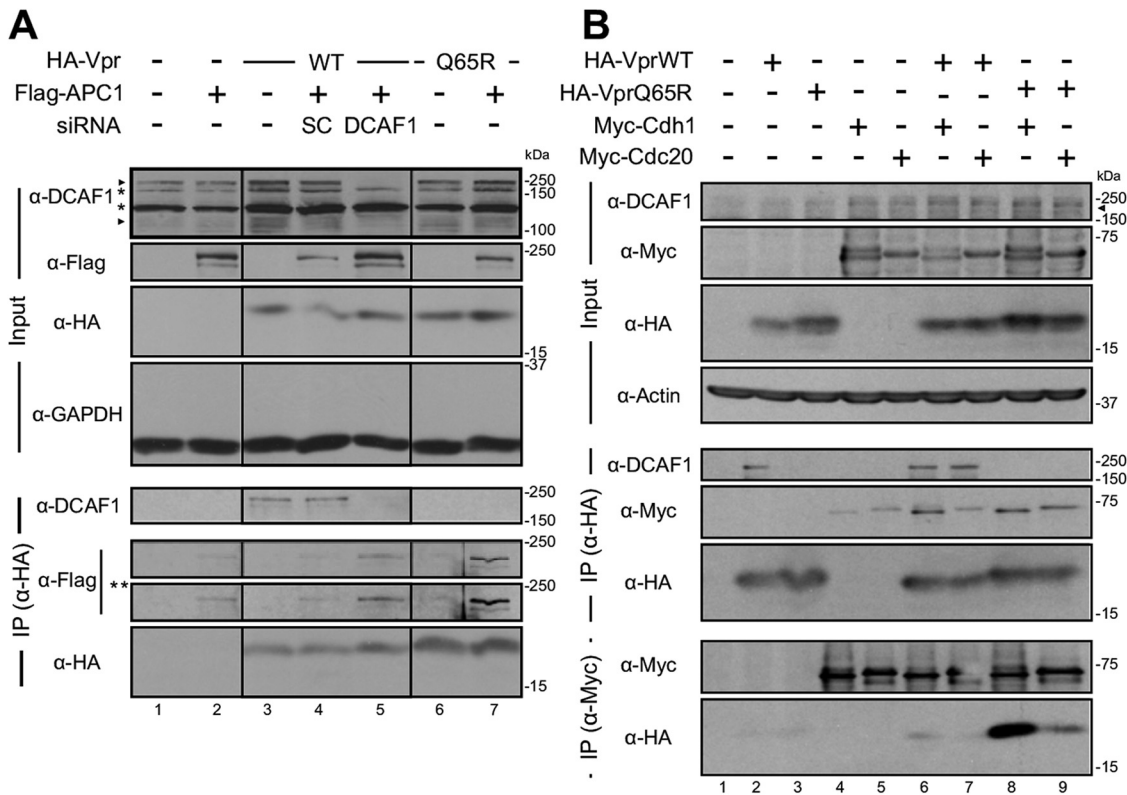 A
HA-Vpr - - WT - Q65R -
Flag-APC1 - + - + + - +
siRNA - - - SC DCAF1 - -
kDa
Input
α-DCAF1
*
*
-250
-150
-100
α-Flag
-250
α-HA
-15
-37
α-GAPDH
IP (α-HA)
α-DCAF1
-250
-150
α-Flag
**
-250
-250
α-HA
-15
1 2 3 4 5 6 7
B
HA-VprWT - + - - - + + - -
HA-VprQ65R - - + - - - - + +
Myc-Cdh1 - - - + - + - + -
Myc-Cdc20 - - - - + - + - +
kDa
Input
α-DCAF1
-250
-150
α-Myc
-75
α-HA
-15
α-Actin
-37
IP (α-HA)
α-DCAF1
-250
-150
α-Myc
-75
α-HA
-15
- IP (α-Myc) -
α-Myc
-75
α-HA
-15
1 2 3 4 5 6 7 8 9